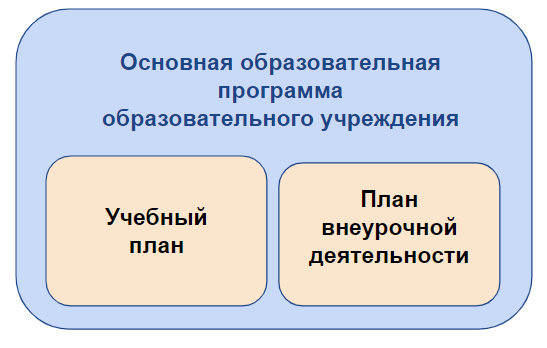 Основная образовательная
программа
образовательного учреждения
Учебный
план
План
внеурочной
деятельности